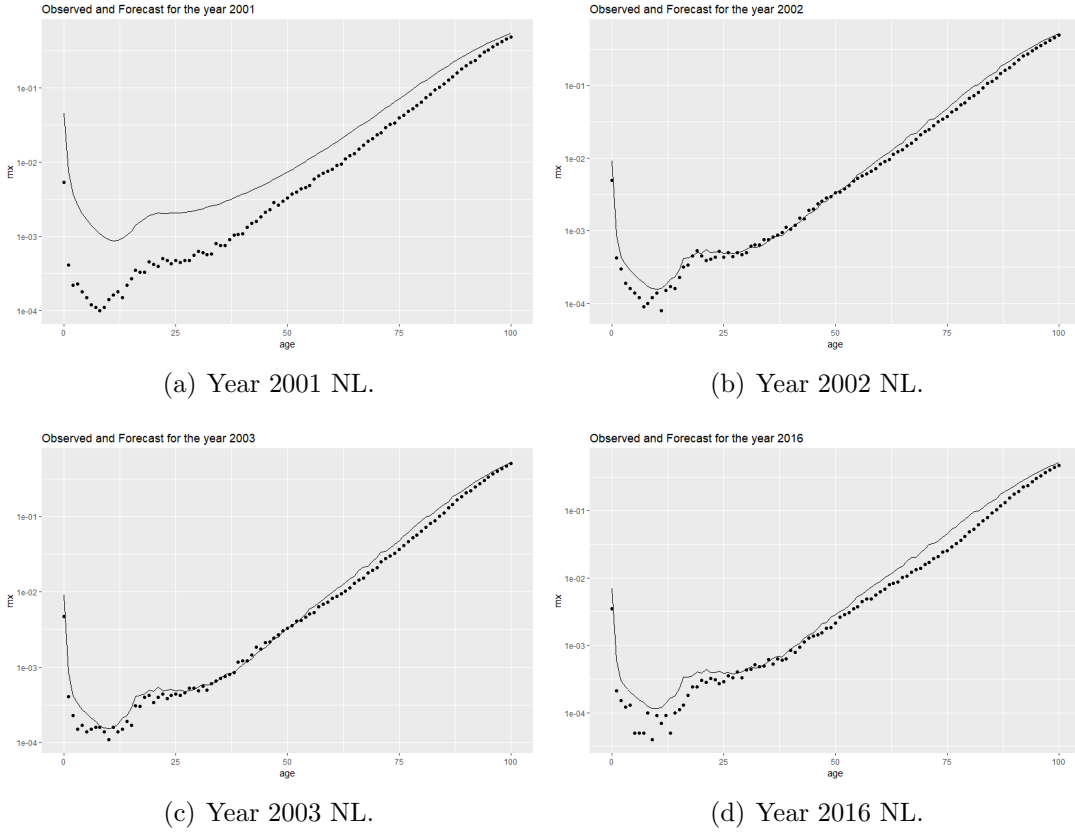 Observed and Forecast for the year 2001
1e-01
1e-02
1e-03
1e-04
mx
0 25 50 75 100
age
(a) Year 2001 NL.
Observed and Forecast for the year 2002
1e-01
1e-02
1e-03
1e-04
mx
0 25 50 75 100
age
(b) Year 2002 NL.
Observed and Forecast for the year 2003
1e-01
1e-02
1e-03
1e-04
mx
0 25 50 75 100
age
(c) Year 2003 NL.
Observed and Forecast for the year 2016
1e-01
1e-02
1e-03
1e-04
mx
0 25 50 75 100
age
(d) Year 2016 NL.